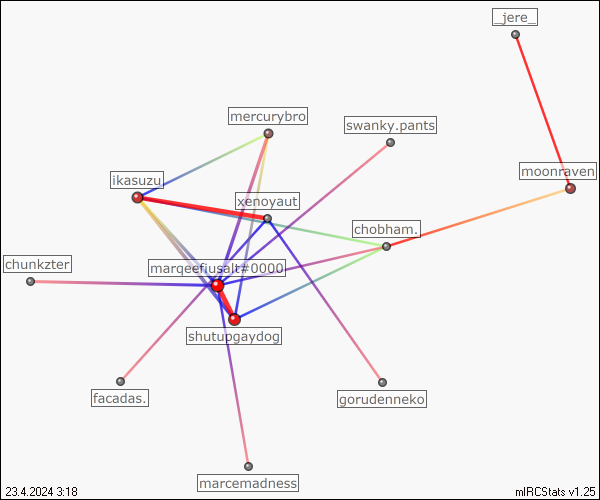 _jere_
mercurybro
swanky.pants
moonraven
ikasuzu
xenoyaut
chobham.
chunkzter
marqeefiusalt#0000
shutupgaydog
facadas.
gorudenneko
marcemadness
23.4.2024 3:18
mIRCStats v1.25